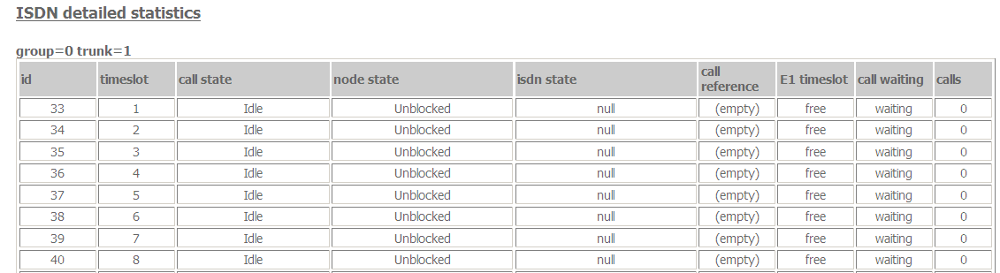 ISDN detailed statistics
group=0 trunk=1
id timeslot call state node state isdn state call reference E1 timeslot call waiting calls
33 1 Idle Unblocked null (empty) free waiting 0
34 2 Idle Unblocked null (empty) free waiting 0
35 3 Idle Unblocked null (empty) free waiting 0
36 4 Idle Unblocked null (empty) free waiting 0
37 5 Idle Unblocked null (empty) free waiting 0
38 6 Idle Unblocked null (empty) free waiting 0
39 7 Idle Unblocked null (empty) free waiting 0
40 8 Idle Unblocked null (empty) free waiting 0